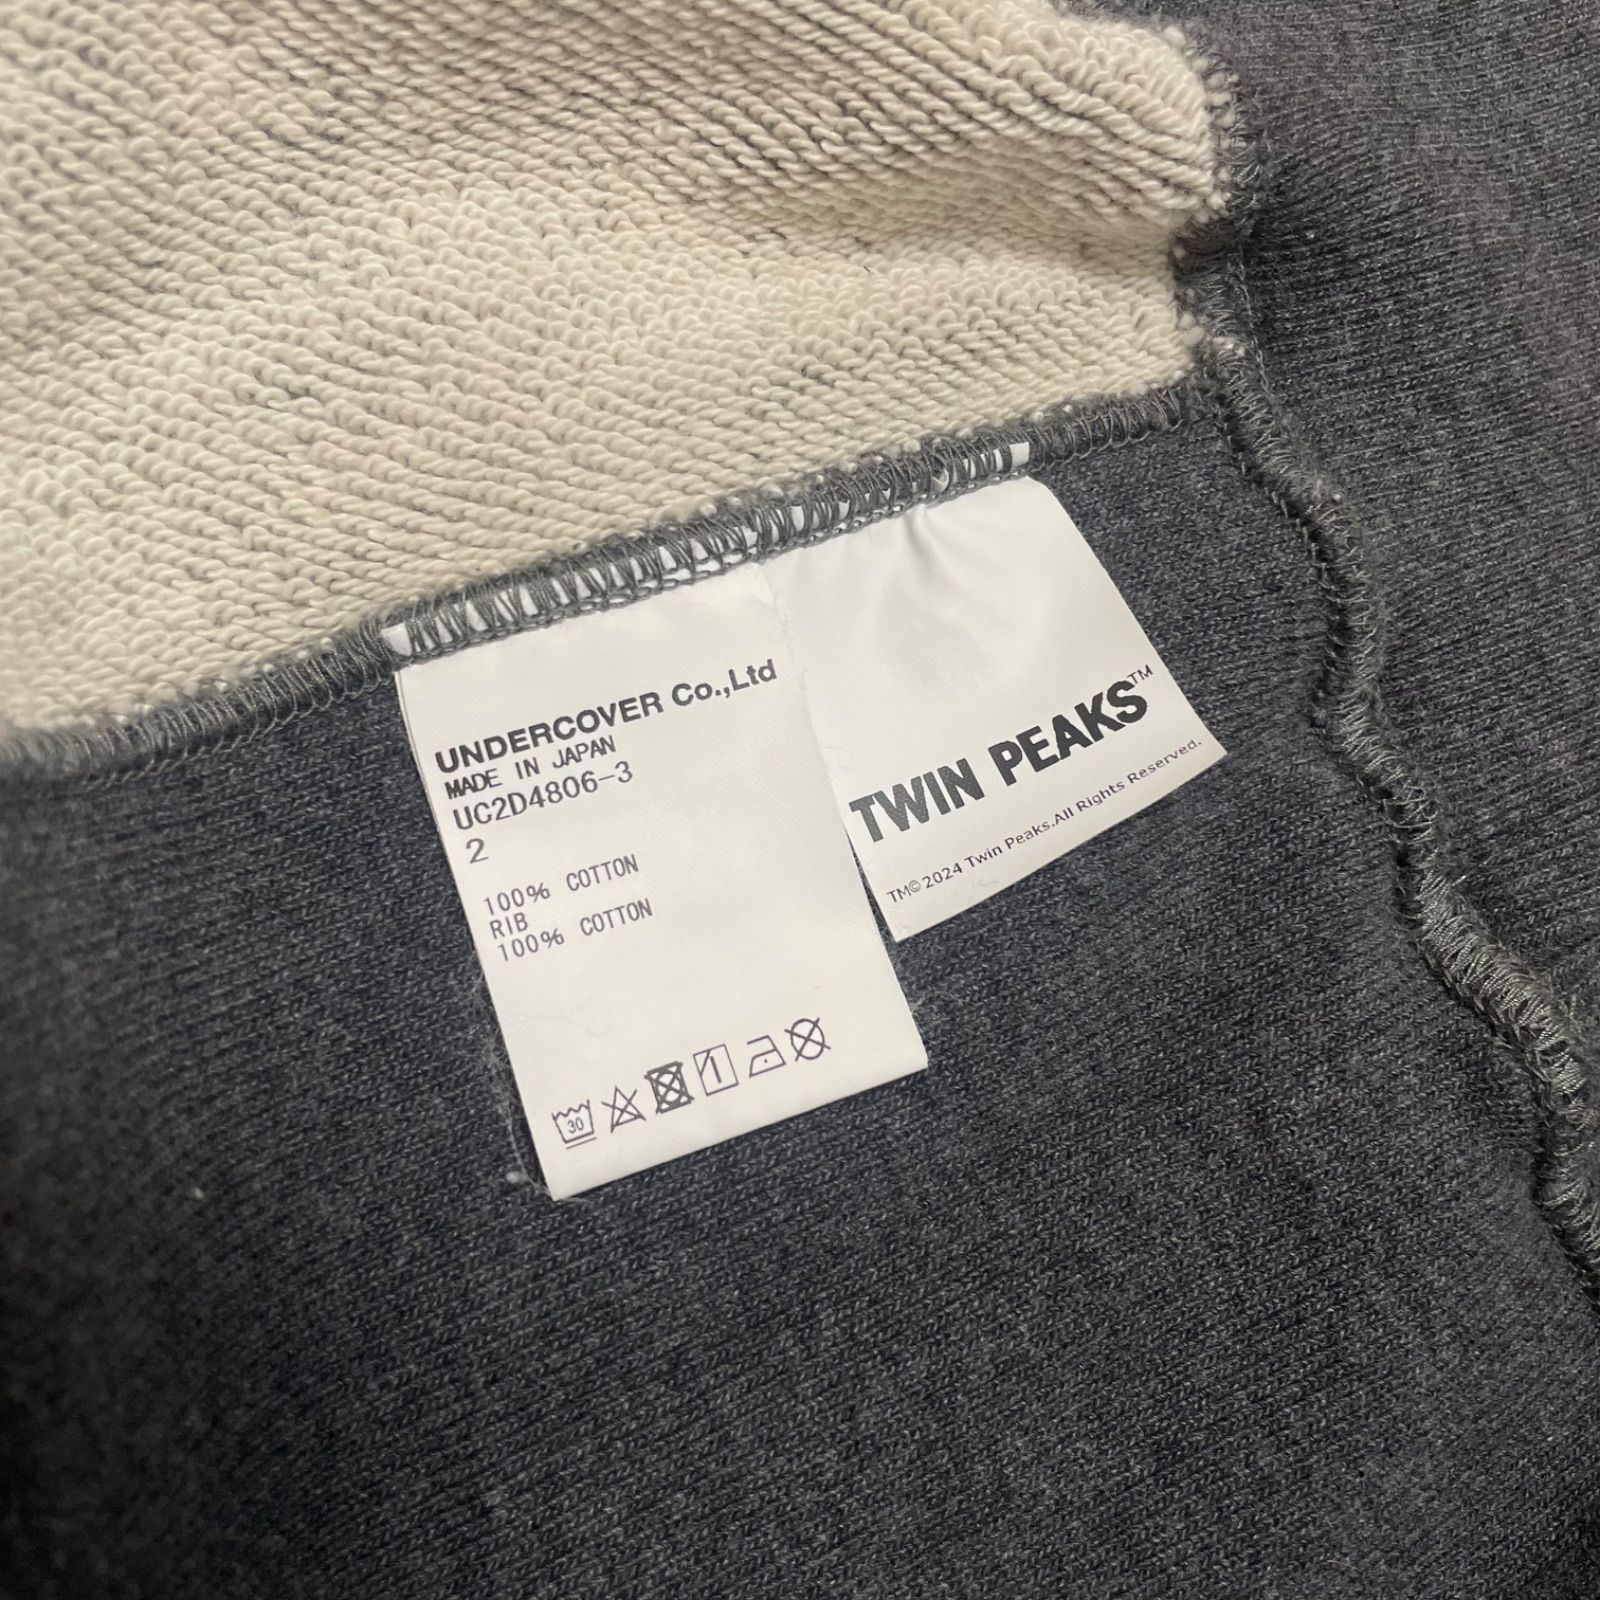 UNDERCOVER Co.,Ltd
MADE IN JAPAN
UC2D4806-3
2
100% COTTON
RIB
100% COTTON
30
TWIN PEAKS™
TM© 2024 Twin Peaks.All Rights Reserved.